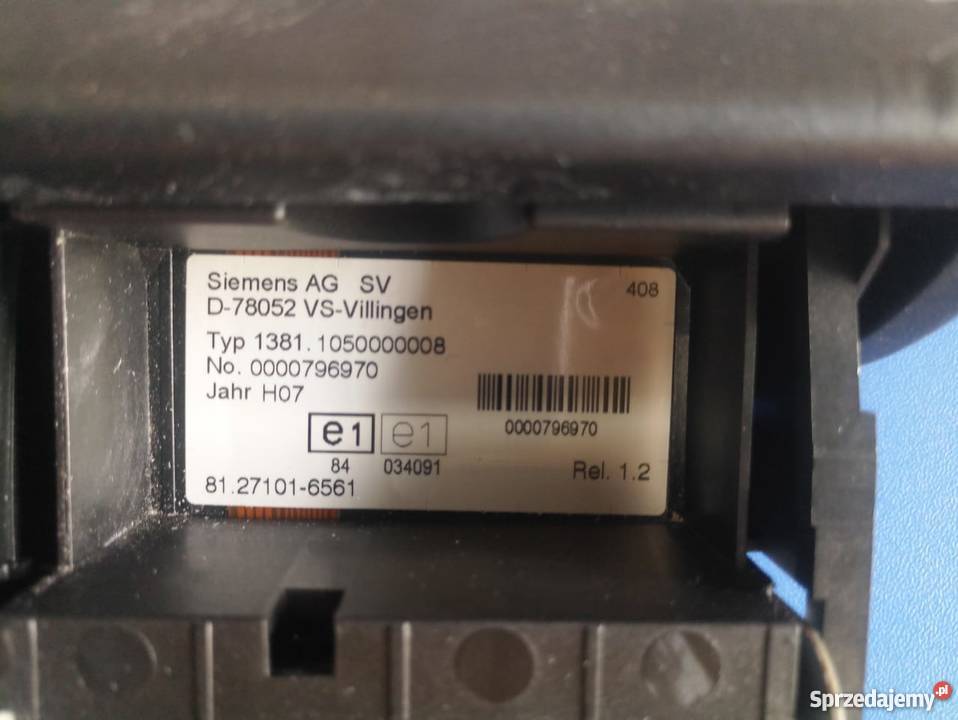 Siemens AG SV
408
D-78052 VS-Villingen
Typ 1381.1050000008
No. 0000796970
Jahr H07
0000796970
e1 e1
84 034091
Rel. 1.2
81.27101-6561
Sprzedajemy.pl